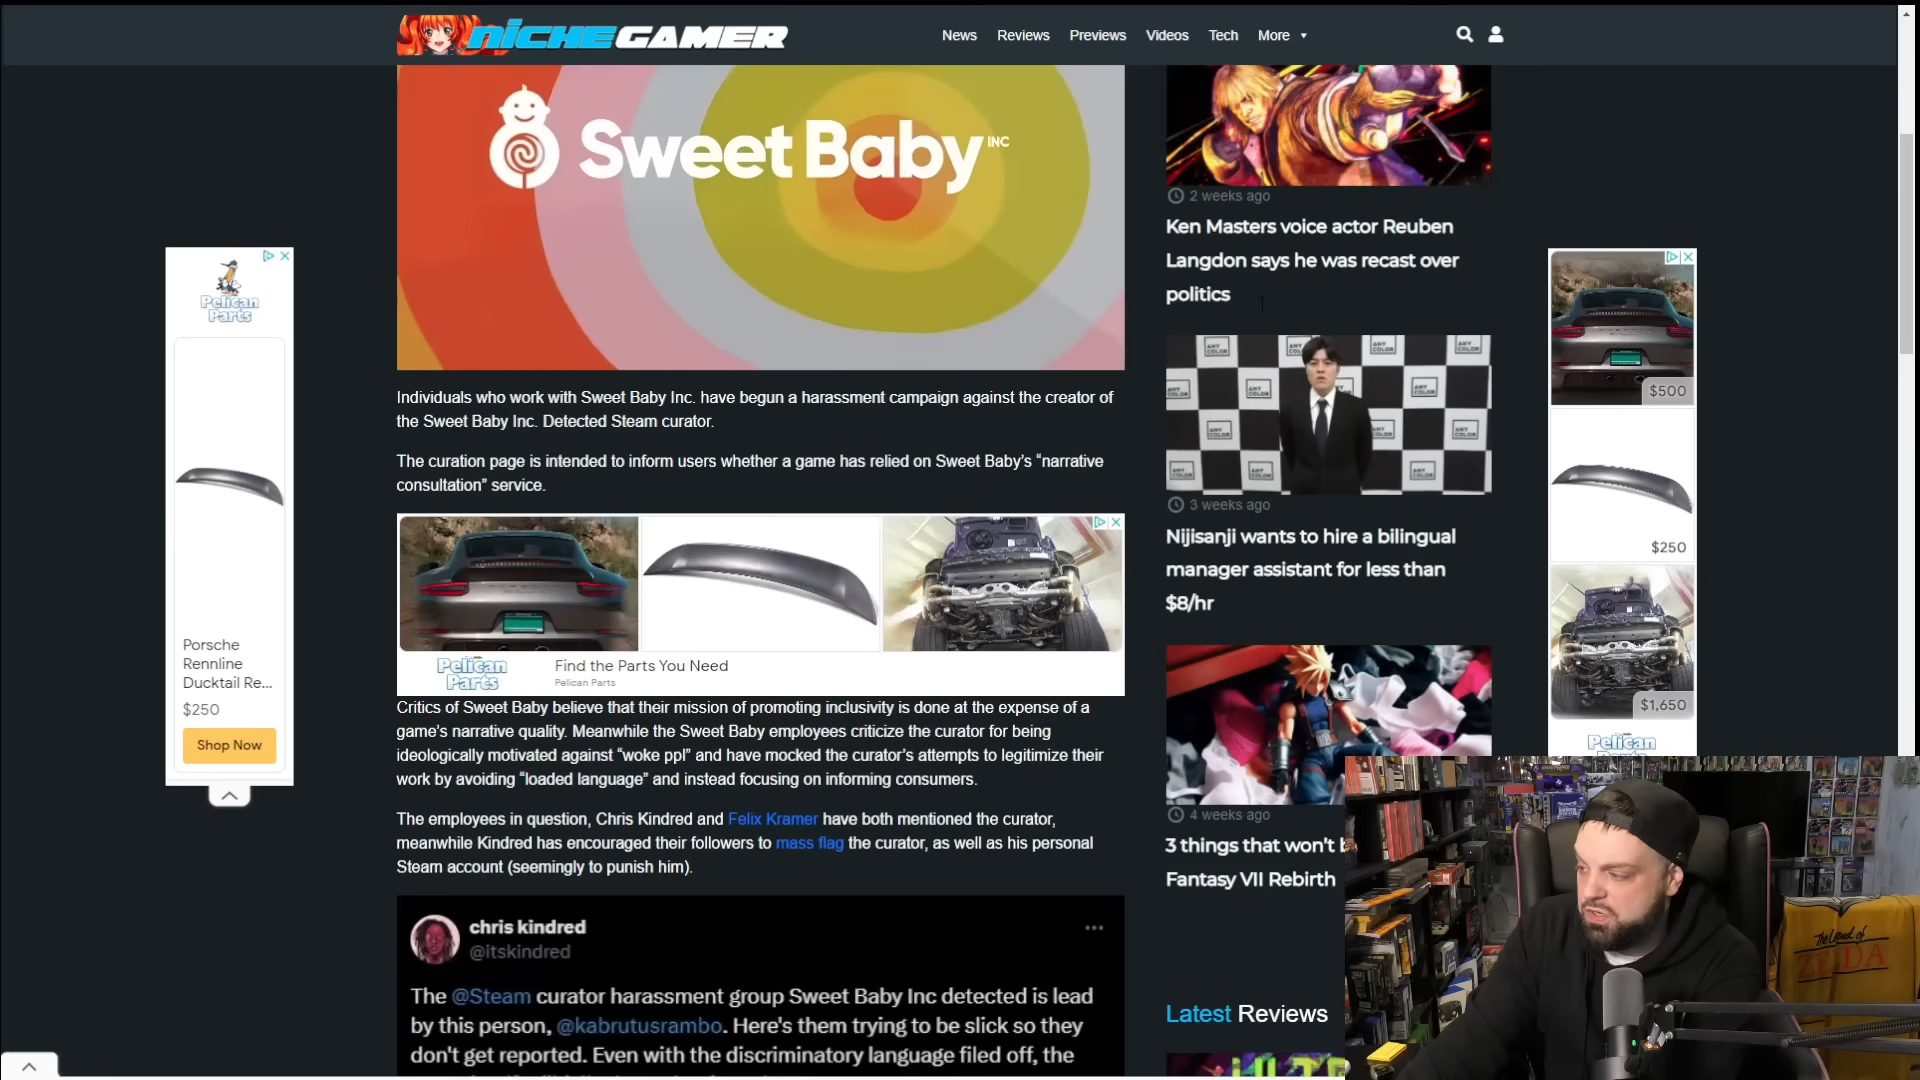 NICHEGAMER
News Reviews Previews Videos Tech More
Sweet Baby INC
Individuals who work with Sweet Baby Inc. have begun a harassment campaign against the creator of
the Sweet Baby Inc. Detected Steam curator.
The curation page is intended to inform users whether a game has relied on Sweet Baby's “narrative
consultation” service.
Pelican
Parts
Find the Parts You Need
Pelican Parts
Critics of Sweet Baby believe that their mission of promoting inclusivity is done at the expense of a
game's narrative quality. Meanwhile the Sweet Baby employees criticize the curator for being
ideologically motivated against “woke ppl” and have mocked the curator's attempts to legitimize their
work by avoiding “loaded language” and instead focusing on informing consumers.
The employees in question, Chris Kindred and Felix Kramer have both mentioned the curator,
meanwhile Kindred has encouraged their followers to mass flag the curator, as well as his personal
Steam account (seemingly to punish him).
chris kindred
@itskindred
The @Steam curator harassment group Sweet Baby Inc detected is lead
by this person, @kabrutusrambo. Here's them trying to be slick so they
don't get reported. Even with the discriminatory language filed off, the
Pelican
Parts
Porsche
Rennline
Ducktail Re...
$250
Shop Now
2 weeks ago
Ken Masters voice actor Reuben
Langdon says he was recast over
politics
ANY COLOR
3 weeks ago
Nijisanji wants to hire a bilingual
manager assistant for less than
$8/hr
4 weeks ago
3 things that won't
Fantasy VII Rebirth
Latest Reviews
$500
$250
$1,650
Pelican
The Land of
ZELDA